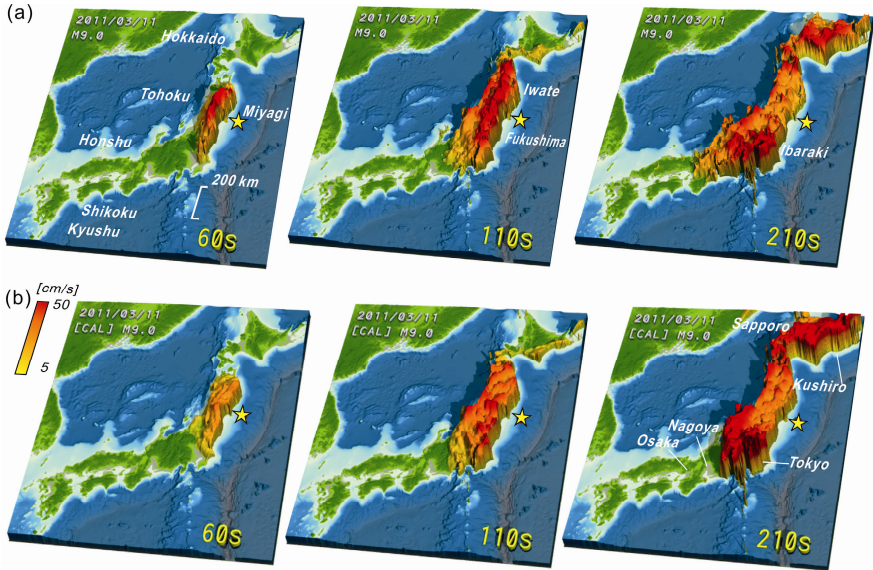 (a)
2011/03/11
M9.0
Hokkaido
Tohoku
Miyagi
Honshu
200 km
Shikoku
Kyushu
60s
2011/03/11
M9.0
Iwate
Fukushima
110s
2011/03/11
M9.0
Ibaraki
210s
(b)
[cm/s]
50
5
2011/03/11
[CAL] M9.0
60s
2011/03/11
[CAL] M9.0
110s
2011/03/11
[CAL] M9.0
Sapporo
Kushiro
Nagoya
Osaka
Tokyo
210s